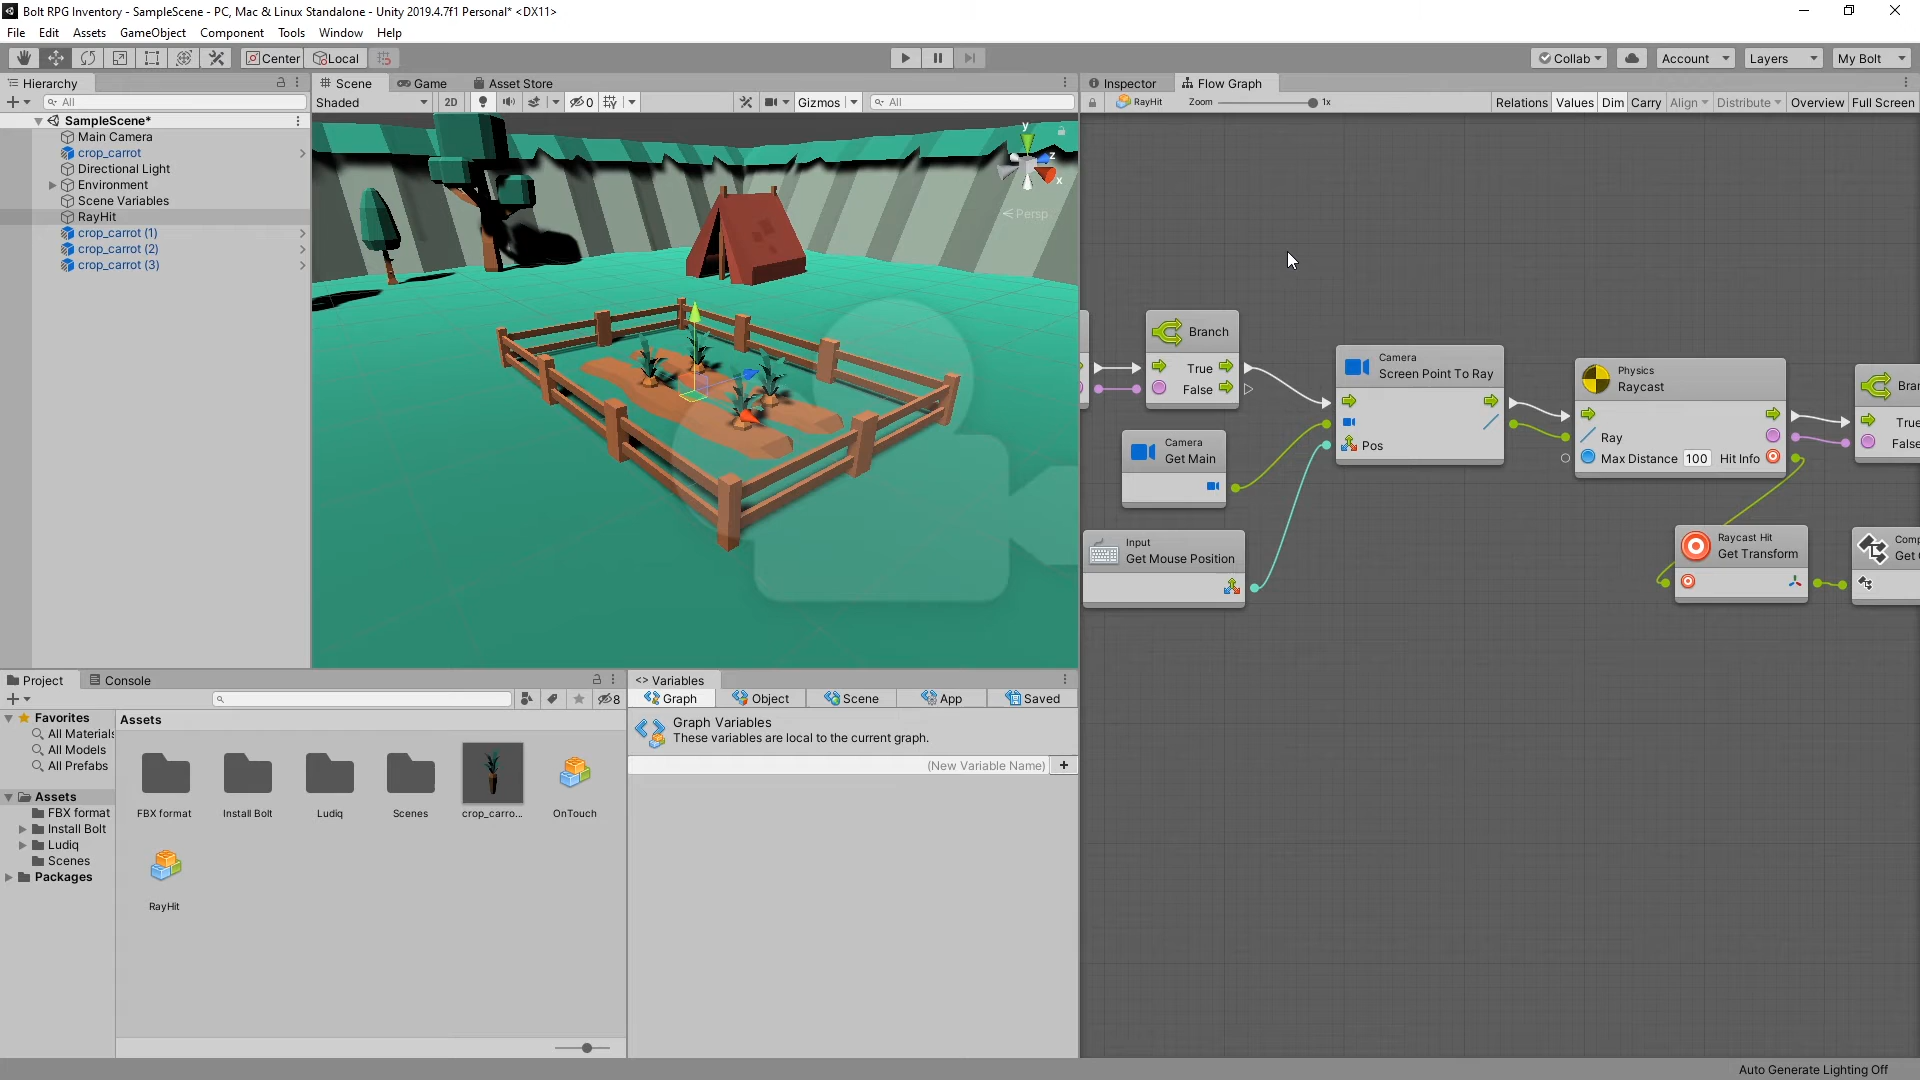 Bolt RPG Inventory - SampleScene - PC, Mac & Linux Standalone - Unity 2019.4.7f1 Personal* <DX11>
File Edit Assets GameObject Component Tools Window Help
Center Local Collab Account Layers My Bolt
Hierarchy
All
SampleScene*
Main Camera
crop_carrot
Directional Light
Environment
Scene Variables
RayHit
crop_carrot (1)
crop_carrot (2)
crop_carrot (3)
Scene Game Asset Store
Shaded 2D 0 Gizmos All
y
z
x
Persp
Inspector Flow Graph
RayHit Zoom 1x Relations Values Dim Carry Align Distribute Overview Full Screen
Branch
True
False
Camera
Get Main
Input
Get Mouse Position
Camera
Screen Point To Ray
Pos
Physics
Raycast
Ray
Max Distance 100 Hit Info
Raycast Hit
Get Transform
Bran
True
False
Comp
Get
Project Console
8
Favorites
All Materials
All Models
All Prefabs
Assets
FBX format
Install Bolt
Ludiq
Scenes
Packages
Assets
FBX format Install Bolt Ludiq Scenes crop_carro... OnTouch
RayHit
<> Variables
Graph Object Scene App Saved
Graph Variables
These variables are local to the current graph.
(New Variable Name) +
Auto Generate Lighting Off